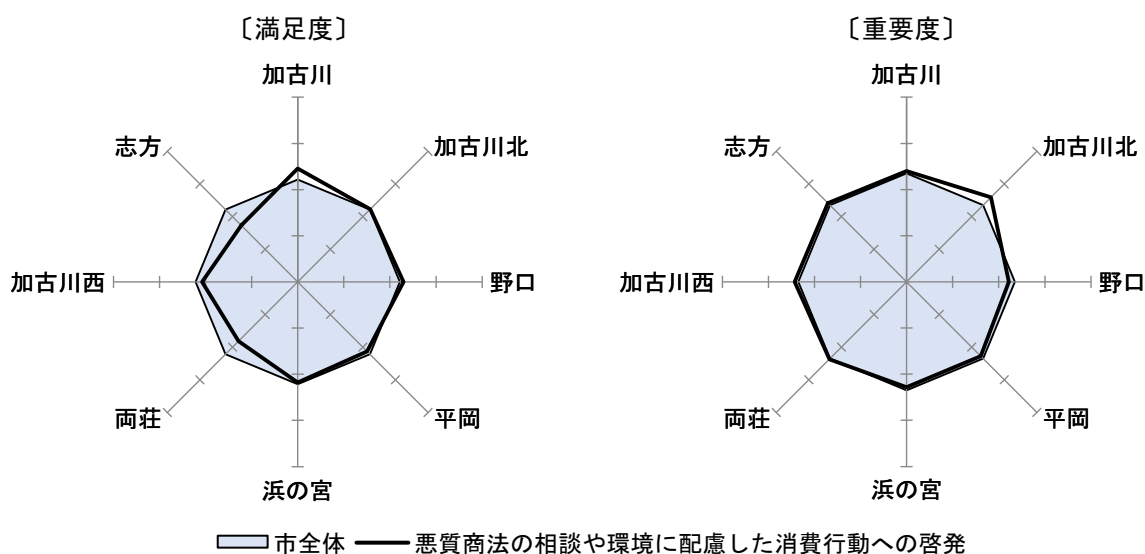 〔満足度〕
加古川
加古川北
野口
平岡
浜の宮
両荘
加古川西
志方
〔重要度〕
加古川
加古川北
野口
平岡
浜の宮
両荘
加古川西
志方
市全体 悪質商法の相談や環境に配慮した消費行動への啓発